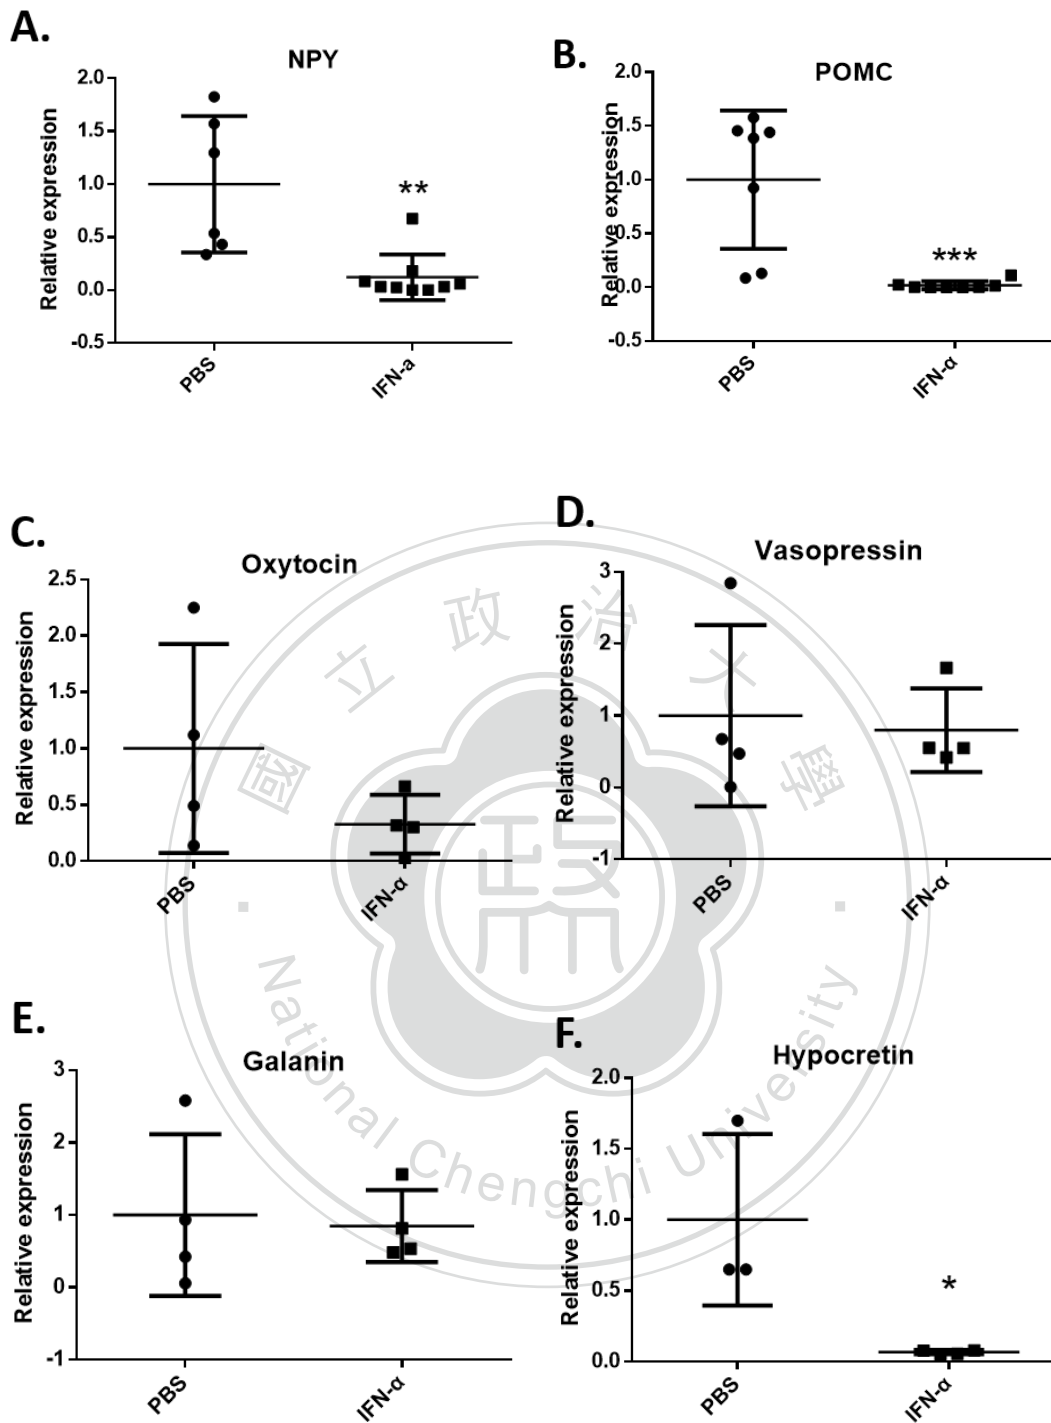 A.
NPY
Relative expression
2.0
1.5
1.0
0.5
0.0
-0.5
**
PBS
IFN-a
B.
POMC
Relative expression
2.0
1.5
1.0
0.5
0.0
-0.5
***
PBS
IFN-α
C.
Oxytocin
Relative expression
2.5
2.0
1.5
1.0
0.5
0.0
PBS
IFN-α
D.
Vasopressin
Relative expression
3
2
1
0
-1
PBS
IFN-α
E.
Galanin
Relative expression
3
2
1
0
-1
PBS
IFN-α
F.
Hypocretin
Relative expression
2.0
1.5
1.0
0.5
0.0
*
PBS
IFN-α
國立政治大學
National Chengchi University